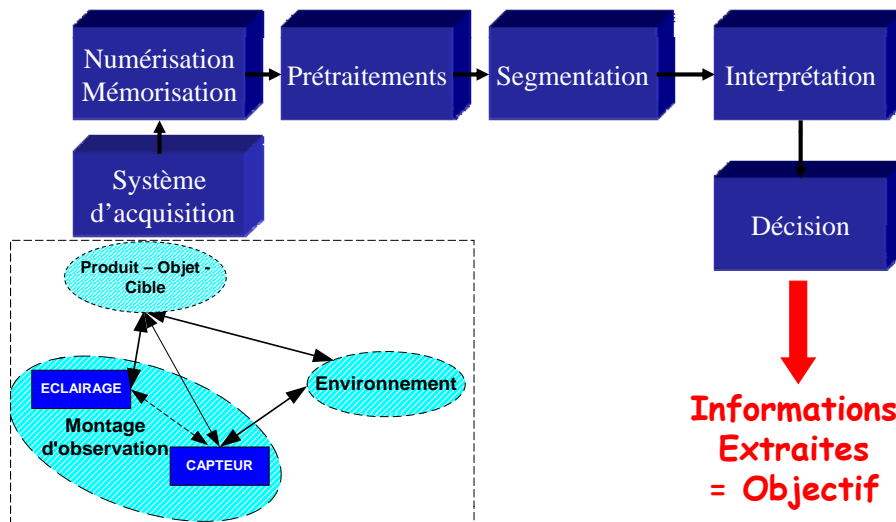 Numérisation
Mémorisation
Prétraitements
Segmentation
Interprétation
Système
d'acquisition
Décision
Produit – Objet -
Cible
ECLAIRAGE
Environnement
Montage
d'observation
CAPTEUR
Informations
Extraites
= Objectif